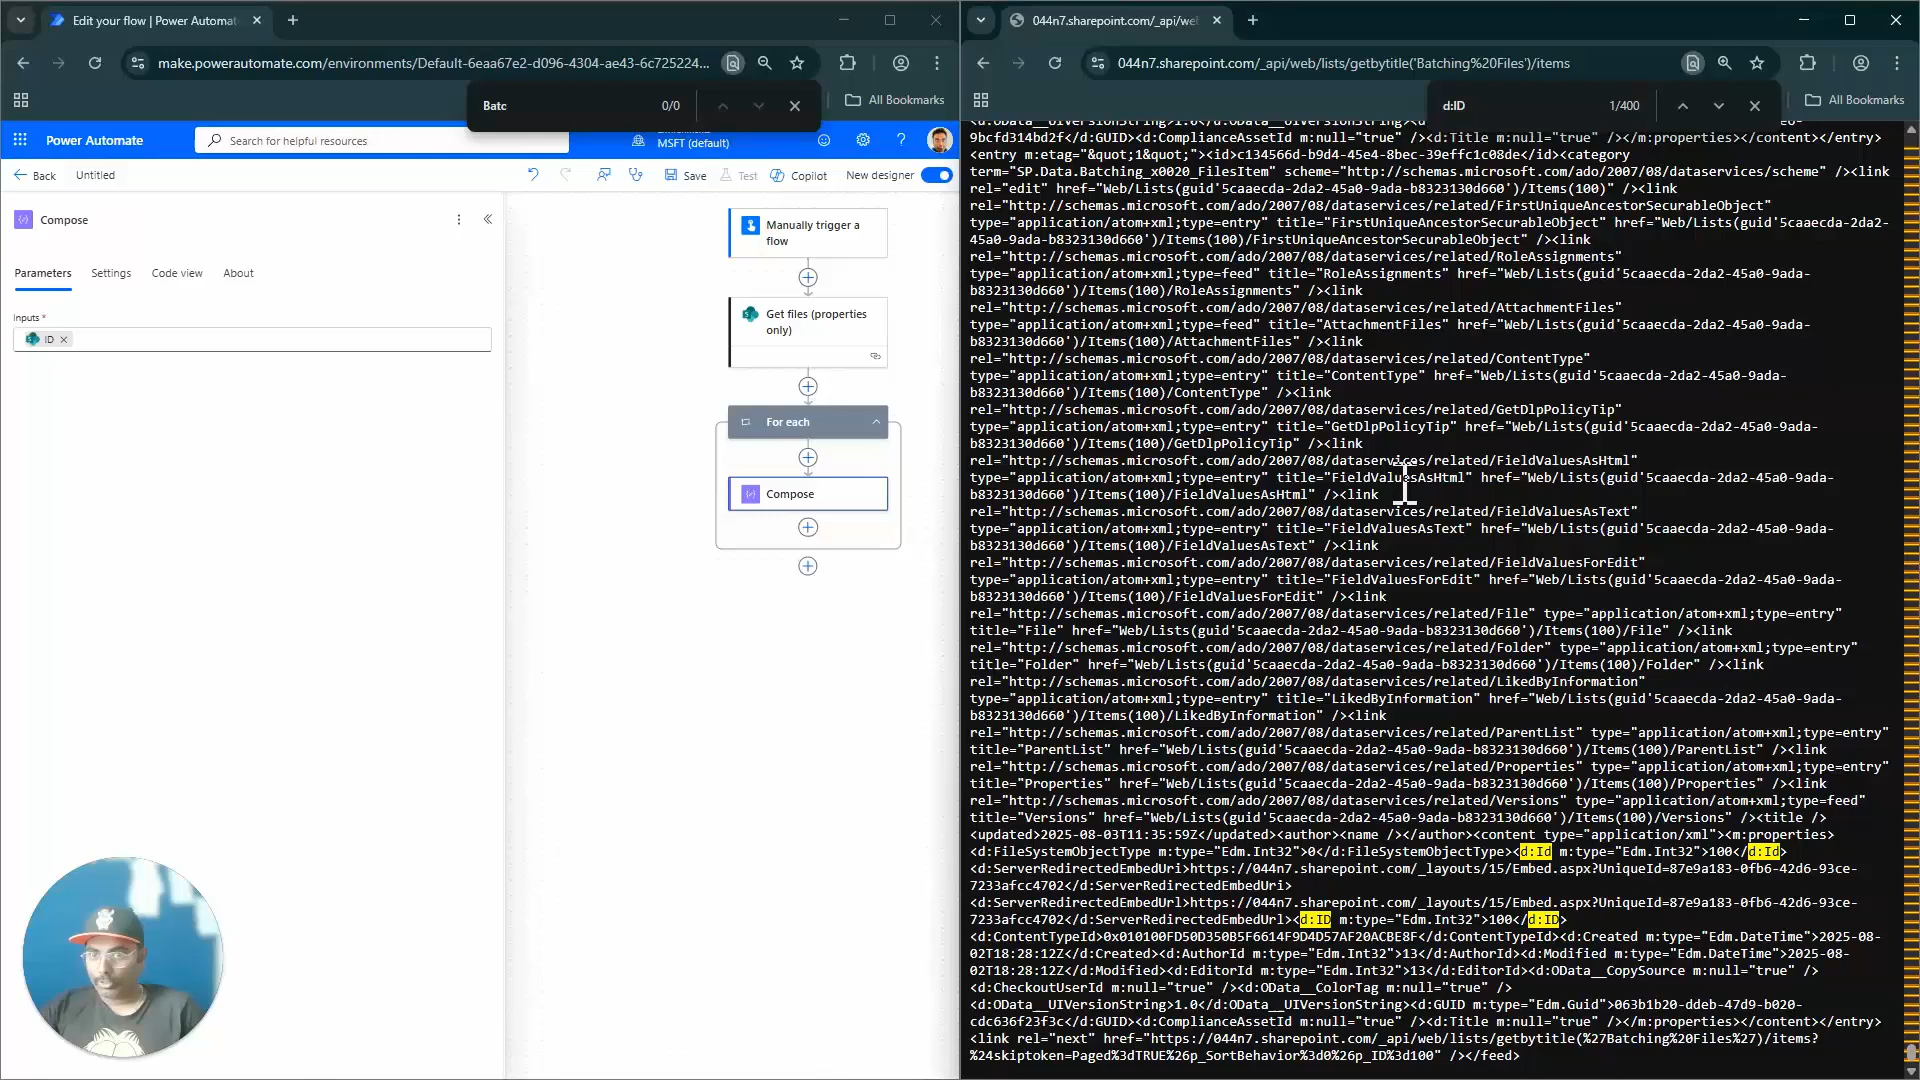 Edit your flow | Power Automat
make.powerautomate.com/environments/Default-6eaa67e2-d096-4304-ae43-6c725224...
Batc
0/0
All Bookmarks
Power Automate
Search for helpful resources
MSFT (default)
Back
Untitled
Save
Test
Copilot
New designer
Compose
Parameters
Settings
Code view
About
Inputs *
ID
Manually trigger a
flow
Get files (properties
only)
For each
Compose
044n7.sharepoint.com/_api/we
044n7.sharepoint.com/_api/web/lists/getbytitle('Batching%20Files')/items
d:ID
1/400
All Bookmarks
9bcfd314bd2f</d:GUID><d:ComplianceAssetId m:null="true" /><d:Title m:null="true" /></m:properties></content></entry>
<entry m:etag="&quot;1&quot;"><id>c134566d-b9d4-45e4-8bec-39effc1c08de</id><category
term="SP.Data.Batching_x0020_FilesItem" scheme="http://schemas.microsoft.com/ado/2007/08/dataservices/scheme" /><link
rel="edit" href="Web/Lists(guid'5caaecda-2da2-45a0-9ada-b8323130d660')/Items(100)" /><link
rel="http://schemas.microsoft.com/ado/2007/08/dataservices/related/FirstUniqueAncestorSecurableObject"
type="application/atom+xml;type=entry" title="FirstUniqueAncestorSecurableObject" href="Web/Lists(guid'5caaecda-2da2-
45a0-9ada-b8323130d660')/Items(100)/FirstUniqueAncestorSecurableObject" /><link
rel="http://schemas.microsoft.com/ado/2007/08/dataservices/related/RoleAssignments"
type="application/atom+xml;type=feed" title="RoleAssignments" href="Web/Lists(guid'5caaecda-2da2-45a0-9ada-
b8323130d660')/Items(100)/RoleAssignments" /><link
rel="http://schemas.microsoft.com/ado/2007/08/dataservices/related/AttachmentFiles"
type="application/atom+xml;type=feed" title="AttachmentFiles" href="Web/Lists(guid'5caaecda-2da2-45a0-9ada-
b8323130d660')/Items(100)/AttachmentFiles" /><link
rel="http://schemas.microsoft.com/ado/2007/08/dataservices/related/ContentType"
type="application/atom+xml;type=entry" title="ContentType" href="Web/Lists(guid'5caaecda-2da2-45a0-9ada-
b8323130d660')/Items(100)/ContentType" /><link
rel="http://schemas.microsoft.com/ado/2007/08/dataservices/related/GetDlpPolicyTip"
type="application/atom+xml;type=entry" title="GetDlpPolicyTip" href="Web/Lists(guid'5caaecda-2da2-45a0-9ada-
b8323130d660')/Items(100)/GetDlpPolicyTip" /><link
rel="http://schemas.microsoft.com/ado/2007/08/dataservices/related/FieldValuesAsHtml"
type="application/atom+xml;type=entry" title="FieldValuesAsHtml" href="Web/Lists(guid'5caaecda-2da2-45a0-9ada-
b8323130d660')/Items(100)/FieldValuesAsHtml" /><link
rel="http://schemas.microsoft.com/ado/2007/08/dataservices/related/FieldValuesAsText"
type="application/atom+xml;type=entry" title="FieldValuesAsText" href="Web/Lists(guid'5caaecda-2da2-45a0-9ada-
b8323130d660')/Items(100)/FieldValuesAsText" /><link
rel="http://schemas.microsoft.com/ado/2007/08/dataservices/related/FieldValuesForEdit"
type="application/atom+xml;type=entry" title="FieldValuesForEdit" href="Web/Lists(guid'5caaecda-2da2-45a0-9ada-
b8323130d660')/Items(100)/FieldValuesForEdit" /><link
rel="http://schemas.microsoft.com/ado/2007/08/dataservices/related/File" type="application/atom+xml;type=entry"
title="File" href="Web/Lists(guid'5caaecda-2da2-45a0-9ada-b8323130d660')/Items(100)/File" /><link
rel="http://schemas.microsoft.com/ado/2007/08/dataservices/related/Folder" type="application/atom+xml;type=entry"
title="Folder" href="Web/Lists(guid'5caaecda-2da2-45a0-9ada-b8323130d660')/Items(100)/Folder" /><link
rel="http://schemas.microsoft.com/ado/2007/08/dataservices/related/LikedByInformation"
type="application/atom+xml;type=entry" title="LikedByInformation" href="Web/Lists(guid'5caaecda-2da2-45a0-9ada-
b8323130d660')/Items(100)/LikedByInformation" /><link
rel="http://schemas.microsoft.com/ado/2007/08/dataservices/related/ParentList" type="application/atom+xml;type=entry"
title="ParentList" href="Web/Lists(guid'5caaecda-2da2-45a0-9ada-b8323130d660')/Items(100)/ParentList" /><link
rel="http://schemas.microsoft.com/ado/2007/08/dataservices/related/Properties" type="application/atom+xml;type=entry"
title="Properties" href="Web/Lists(guid'5caaecda-2da2-45a0-9ada-b8323130d660')/Items(100)/Properties" /><link
rel="http://schemas.microsoft.com/ado/2007/08/dataservices/related/Versions" type="application/atom+xml;type=feed"
title="Versions" href="Web/Lists(guid'5caaecda-2da2-45a0-9ada-b8323130d660')/Items(100)/Versions" /><title />
<updated>2025-08-03T11:35:59Z</updated><author><name /></author><content type="application/xml"><m:properties>
<d:FileSystemObjectType m:type="Edm.Int32">0</d:FileSystemObjectType><d:Id m:type="Edm.Int32">100</d:Id>
<d:ServerRedirectedEmbedUri>https://044n7.sharepoint.com/_layouts/15/Embed.aspx?UniqueId=87e9a183-0fb6-42d6-93ce-
7233afcc4702</d:ServerRedirectedEmbedUri>
<d:ServerRedirectedEmbedUrl>https://044n7.sharepoint.com/_layouts/15/Embed.aspx?UniqueId=87e9a183-0fb6-42d6-93ce-
7233afcc4702</d:ServerRedirectedEmbedUrl><d:ID m:type="Edm.Int32">100</d:ID>
<d:ContentTypeId>0x010100FD50D350B5F6614F9D4D57AF20ACBE8F</d:ContentTypeId><d:Created m:type="Edm.DateTime">2025-08-
02T18:28:12Z</d:Created><d:AuthorId m:type="Edm.Int32">13</d:AuthorId><d:Modified m:type="Edm.DateTime">2025-08-
02T18:28:12Z</d:Modified><d:EditorId m:type="Edm.Int32">13</d:EditorId><d:OData__CopySource m:null="true" />
<d:CheckoutUserId m:null="true" /><d:OData__ColorTag m:null="true" />
<d:OData__UIVersionString>1.0</d:OData__UIVersionString><d:GUID m:type="Edm.Guid">063b1b20-ddeb-47d9-b020-
cdc636f23f3c</d:GUID><d:ComplianceAssetId m:null="true" /><d:Title m:null="true" /></m:properties></content></entry>
<link rel="next" href="https://044n7.sharepoint.com/_api/web/lists/getbytitle(%27Batching%20Files%27)/items?
%24skiptoken=Paged%3dTRUE%26p_SortBehavior%3d0%26p_ID%3d100" /></feed>